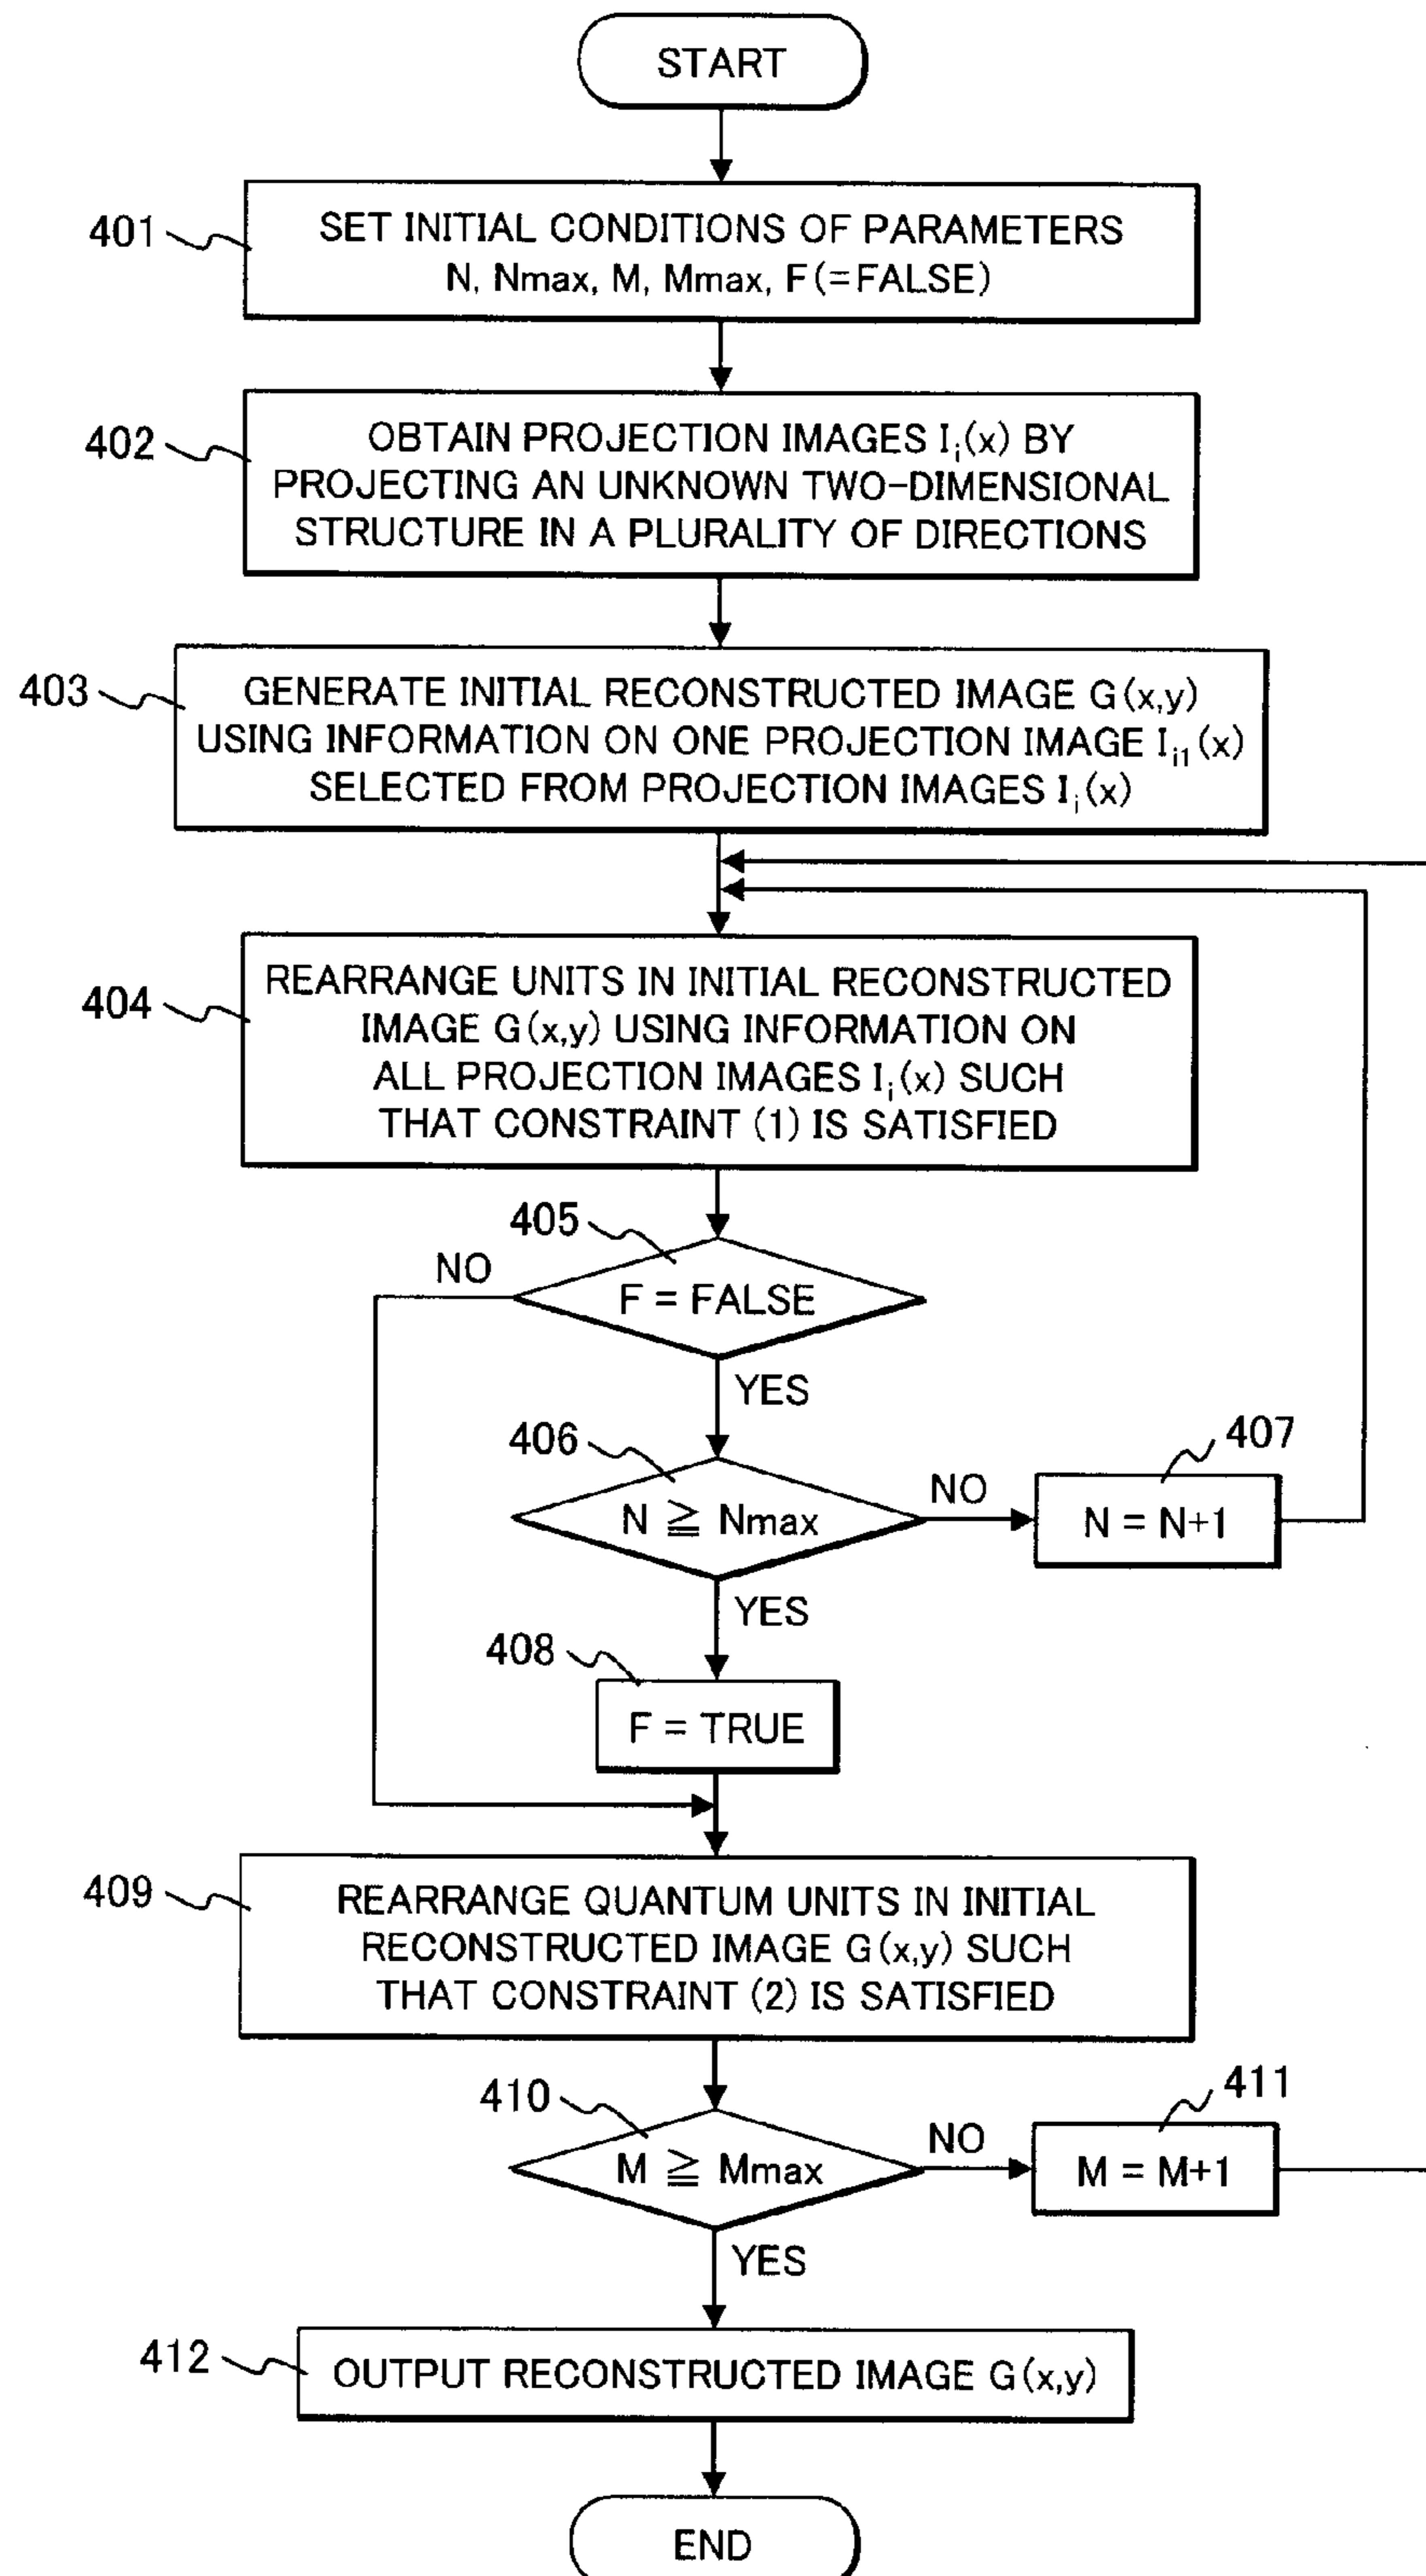 START
401
SET INITIAL CONDITIONS OF PARAMETERS
N, Nmax, M, Mmax, F(=FALSE)
402
OBTAIN PROJECTION IMAGES Ii(x) BY
PROJECTING AN UNKNOWN TWO-DIMENSIONAL
STRUCTURE IN A PLURALITY OF DIRECTIONS
403
GENERATE INITIAL RECONSTRUCTED IMAGE G(x,y)
USING INFORMATION ON ONE PROJECTION IMAGE Ii1(x)
SELECTED FROM PROJECTION IMAGES Ii(x)
404
REARRANGE UNITS IN INITIAL RECONSTRUCTED
IMAGE G(x,y) USING INFORMATION ON
ALL PROJECTION IMAGES Ii(x) SUCH
THAT CONSTRAINT (1) IS SATISFIED
405
NO
F = FALSE
YES
406
N ≧ Nmax
NO
407
N = N+1
YES
408
F = TRUE
409
REARRANGE QUANTUM UNITS IN INITIAL
RECONSTRUCTED IMAGE G(x,y) SUCH
THAT CONSTRAINT (2) IS SATISFIED
410
M ≧ Mmax
NO
411
M = M+1
YES
412
OUTPUT RECONSTRUCTED IMAGE G(x,y)
END